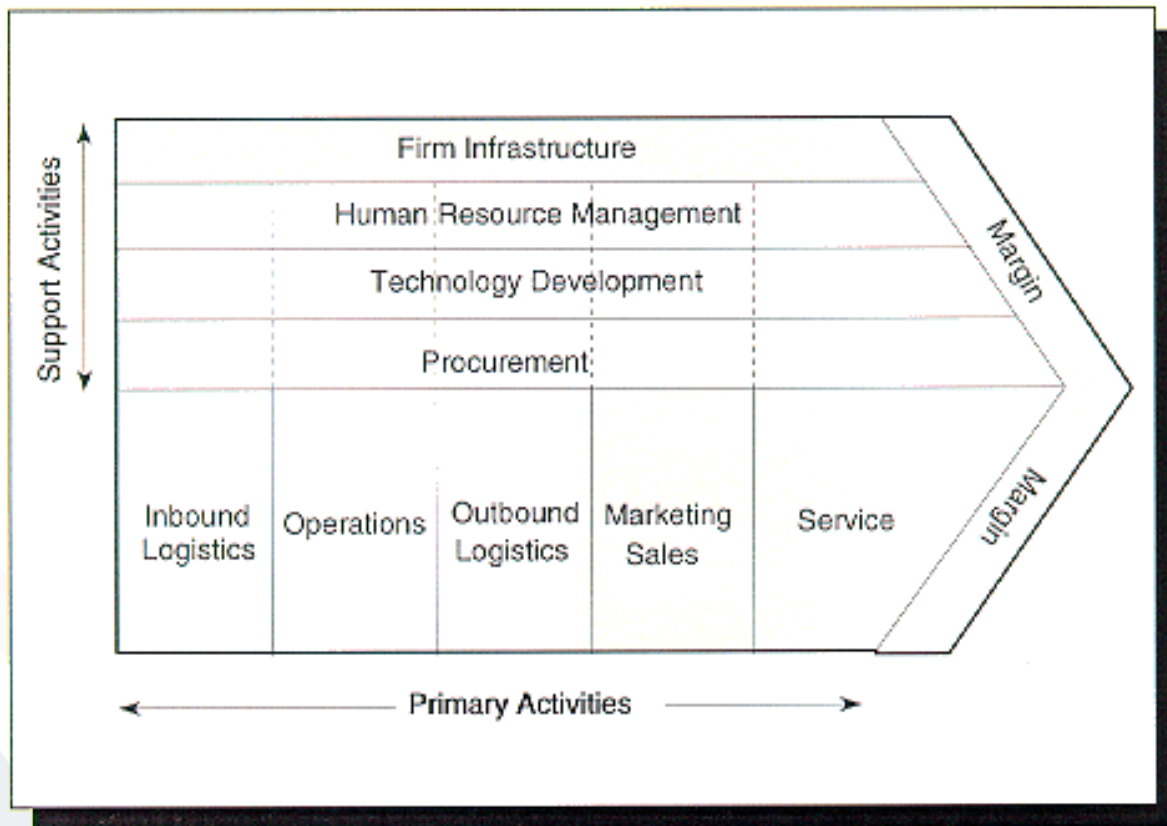 Support Activities
Firm Infrastructure
Human Resource Management
Technology Development
Procurement
Margin
Inbound
Logistics
Operations
Outbound
Logistics
Marketing
Sales
Service
Margin
Primary Activities